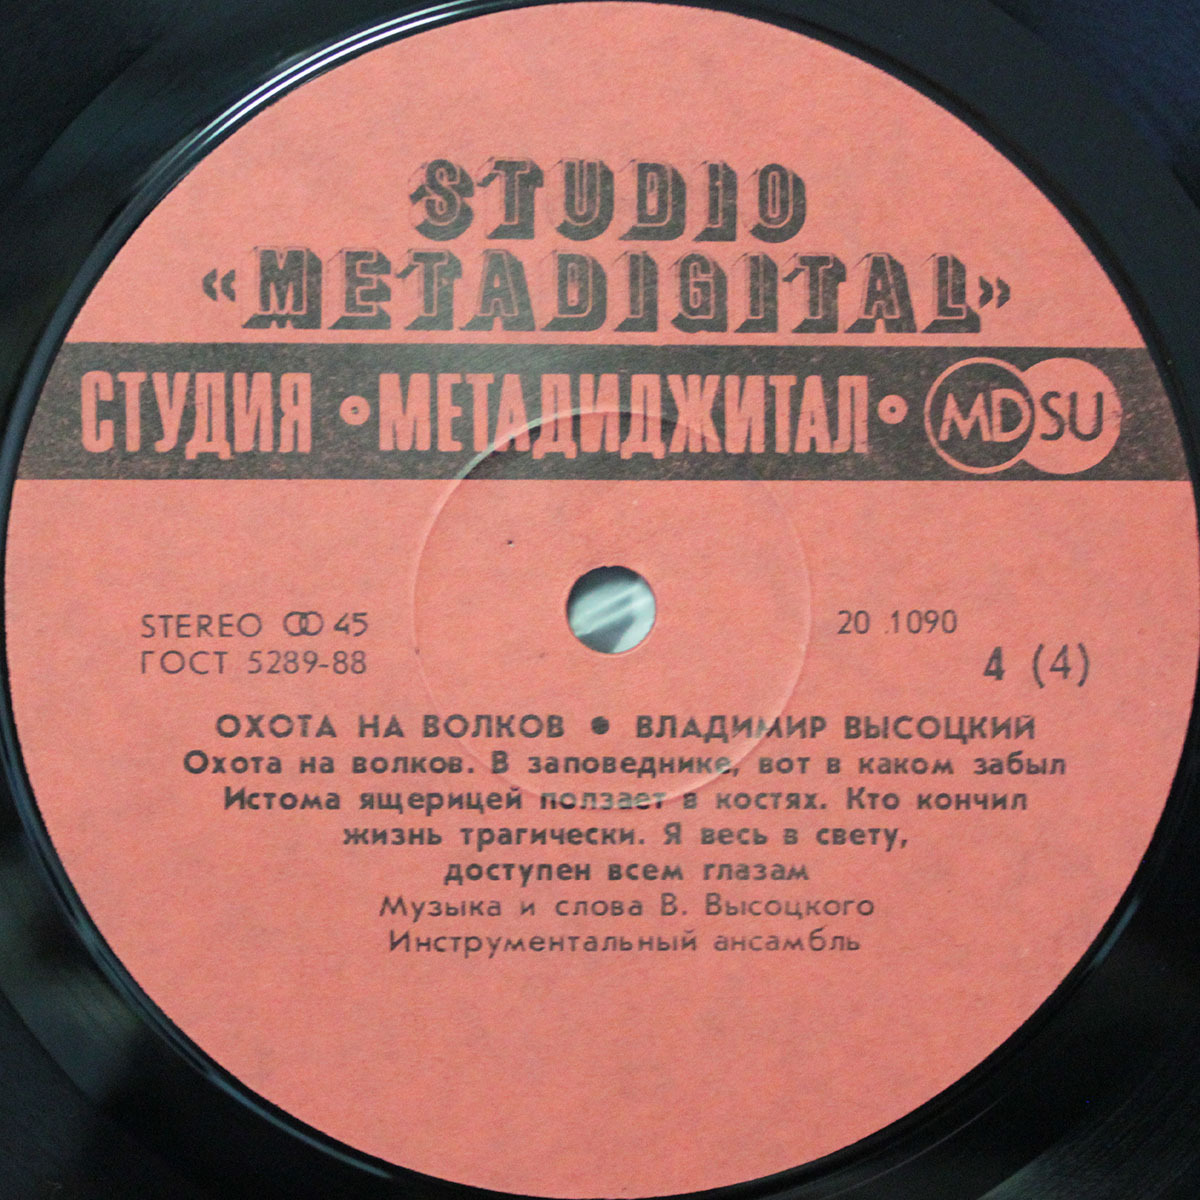 STUDIO
«METADIGITAL»
СТУДИЯ • МЕТАДИДЖИТАЛ • MDSU
STEREO ꝏ 45
ГОСТ 5289-88
20 1090
4 (4)
ОХОТА НА ВОЛКОВ • ВЛАДИМИР ВЫСОЦКИЙ
Охота на волков. В заповеднике, вот в каком забыл
Истома ящерицей ползает в костях. Кто кончил
жизнь трагически. Я весь в свету,
доступен всем глазам
Музыка и слова В. Высоцкого
Инструментальный ансамбль